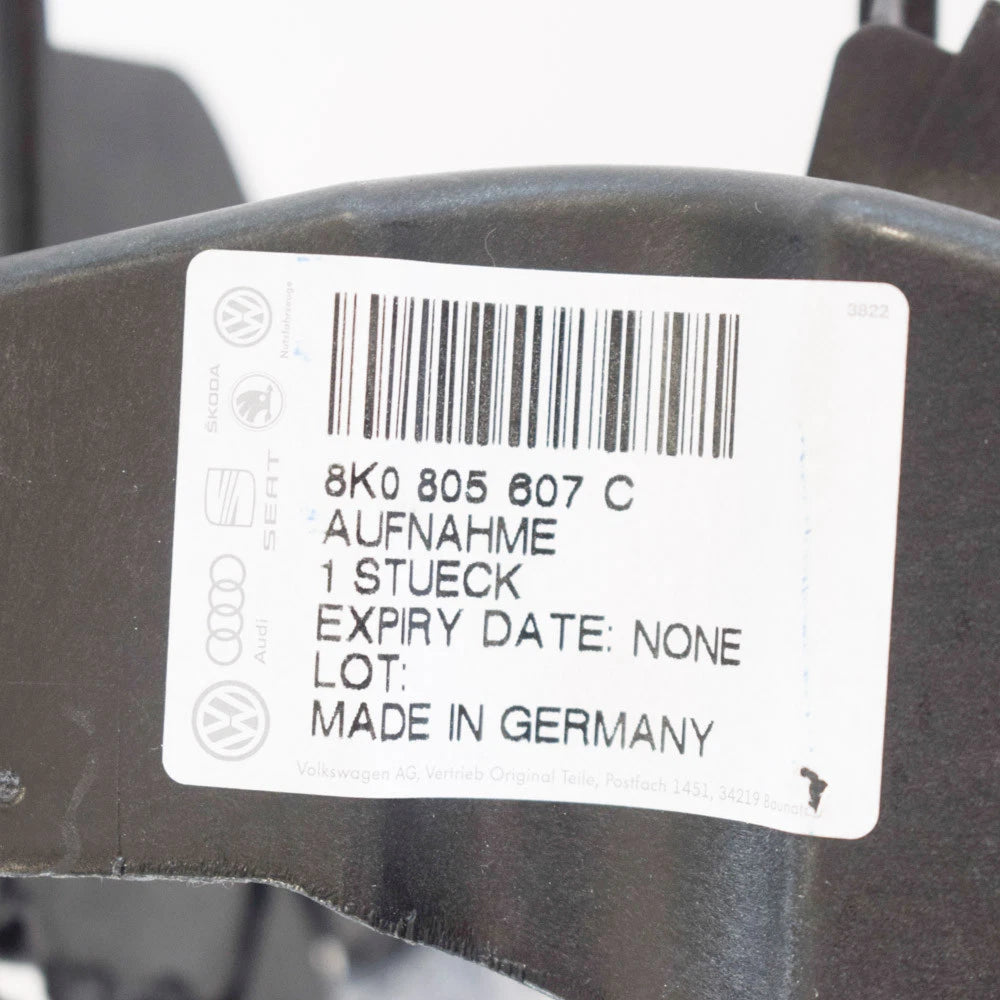 3822
Nutzfahrzeuge
ŠKODA
SEAT
Audi
8K0 805 607 C
AUFNAHME
1 STUECK
EXPIRY DATE: NONE
LOT:
MADE IN GERMANY
Volkswagen AG, Vertrieb Original Teile, Postfach 1451, 34219